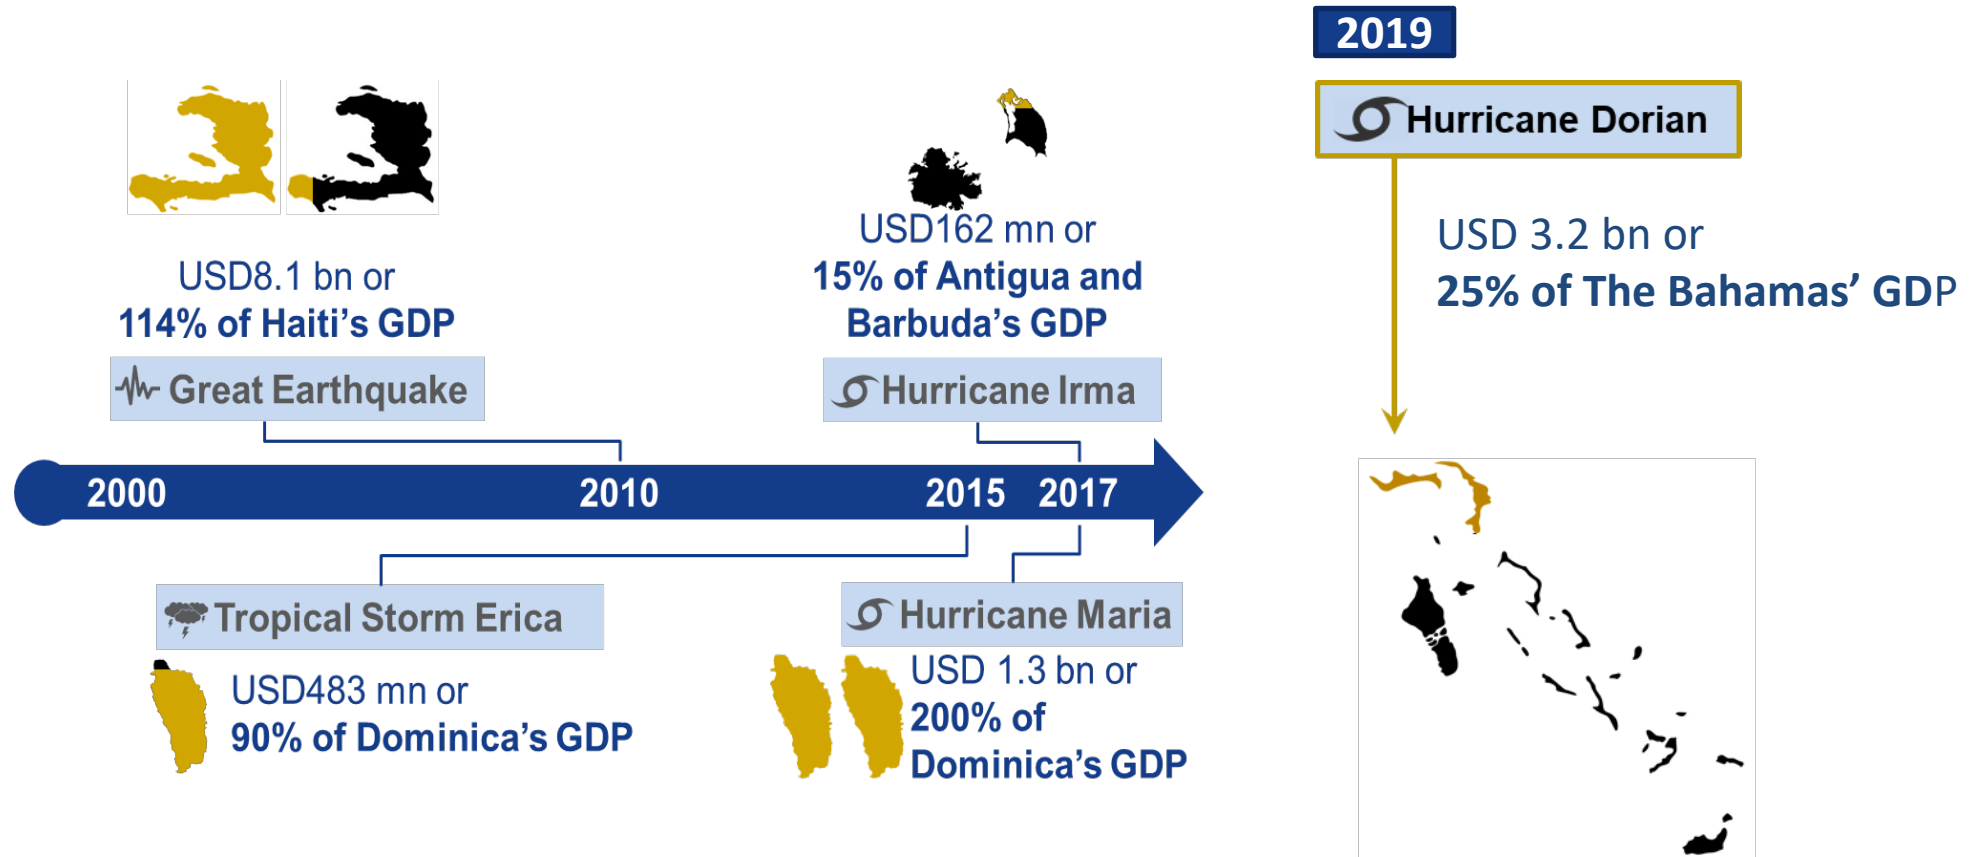 2019
Hurricane Dorian
USD 3.2 bn or
25% of The Bahamas’ GDP
USD8.1 bn or
114% of Haiti’s GDP
Great Earthquake
USD162 mn or
15% of Antigua and
Barbuda’s GDP
Hurricane Irma
2000
2010
2015
2017
Tropical Storm Erica
USD483 mn or
90% of Dominica’s GDP
Hurricane Maria
USD 1.3 bn or
200% of
Dominica’s GDP